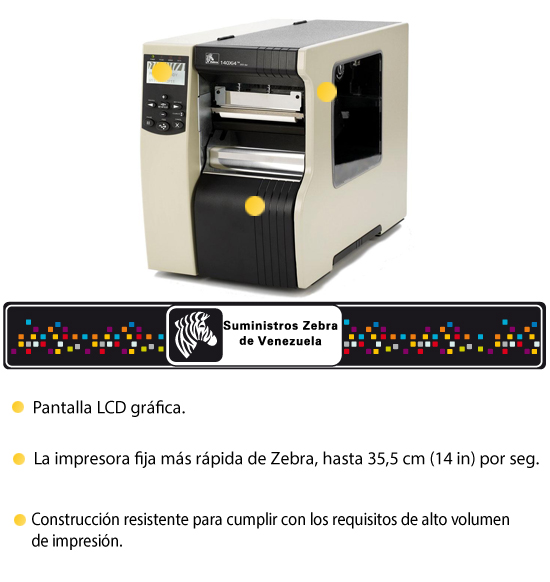 140Xi4™
Suministros Zebra
de Venezuela
Pantalla LCD gráfica.
La impresora fija más rápida de Zebra, hasta 35,5 cm (14 in) por seg.
Construcción resistente para cumplir con los requisitos de alto volumen
de impresión.